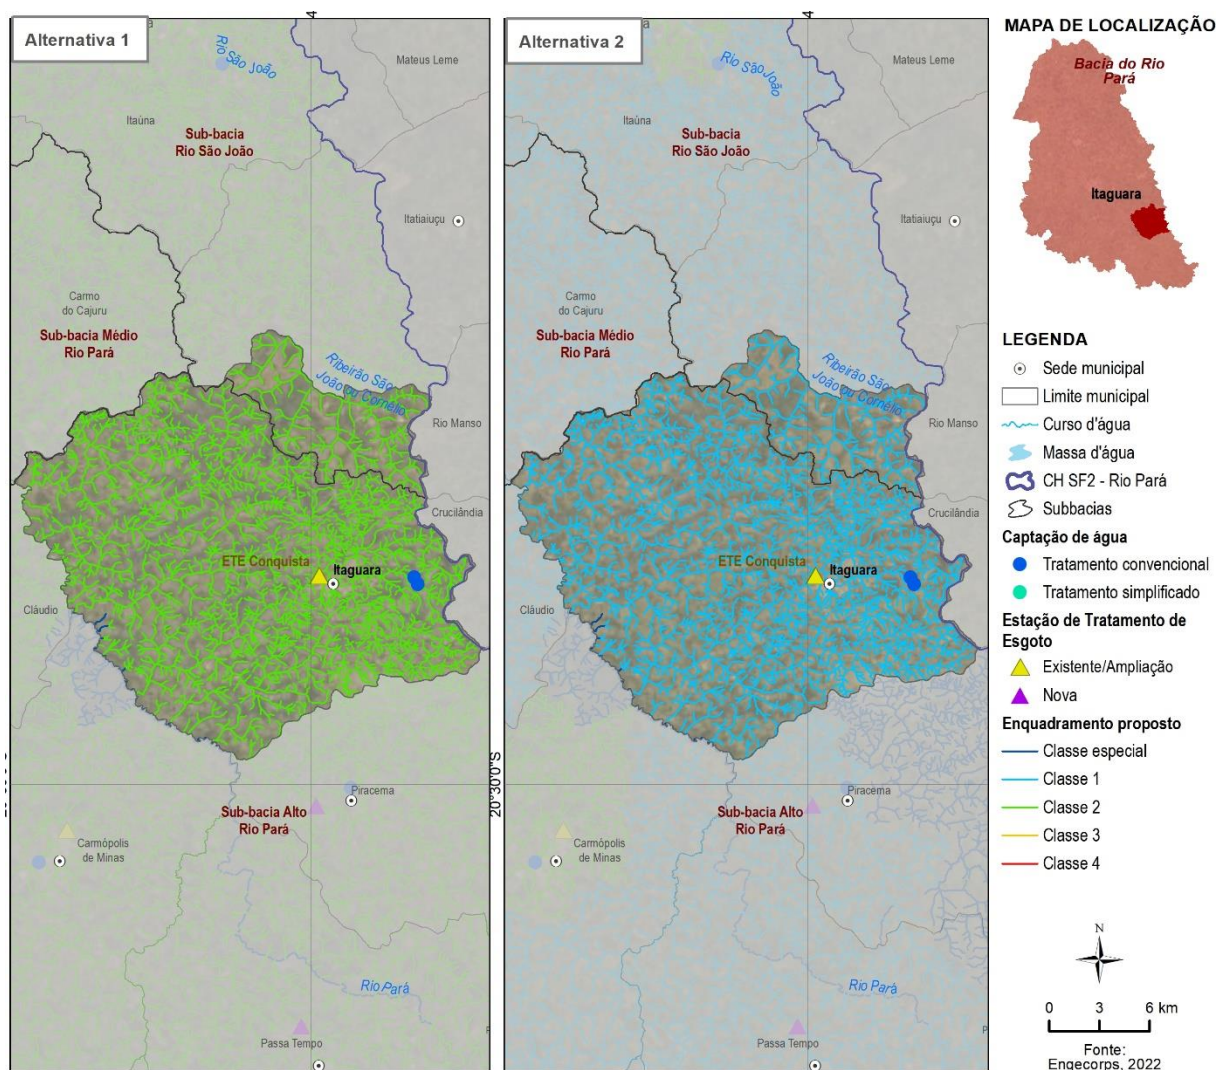 Alternativa 1
Rio São João
Mateus Leme
Itaúna
Sub-bacia
Rio São João
Itatiaiuçu
Carmo
do Cajuru
Sub-bacia Médio
Rio Pará
Ribeirão São
João ou Cornélio
Rio Manso
Crucilândia
ETE Conquista
Itaguara
Cláudio
Piracema
Sub-bacia Alto
Rio Pará
Carmópolis
de Minas
Rio Pará
Passa Tempo
Alternativa 2
Rio São João
Mateus Leme
Itaúna
Sub-bacia
Rio São João
Itatiaiuçu
Carmo
do Cajuru
Sub-bacia Médio
Rio Pará
Ribeirão São
João ou Cornélio
Rio Manso
Crucilândia
ETE Conquista
Itaguara
Cláudio
20°30'0"S
Piracema
Sub-bacia Alto
Rio Pará
Carmópolis
de Minas
Rio Pará
Passa Tempo
MAPA DE LOCALIZAÇÃO
Bacia do Rio
Pará
Itaguara
LEGENDA
Sede municipal
Limite municipal
Curso d'água
Massa d'água
CH SF2 - Rio Pará
Subbacias
Captação de água
Tratamento convencional
Tratamento simplificado
Estação de Tratamento de
Esgoto
Existente/Ampliação
Nova
Enquadramento proposto
Classe especial
Classe 1
Classe 2
Classe 3
Classe 4
N
0 3 6 km
Fonte:
Engecorps, 2022